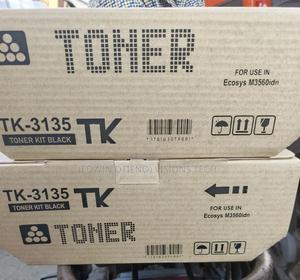 TONER
FOR USE IN
Ecosys M3560idn
TK-3135 TK
TONER KIT BLACK
TK-3135 TK
TONER KIT BLACK
FOR USE IN
Ecosys M3560idn
TONER